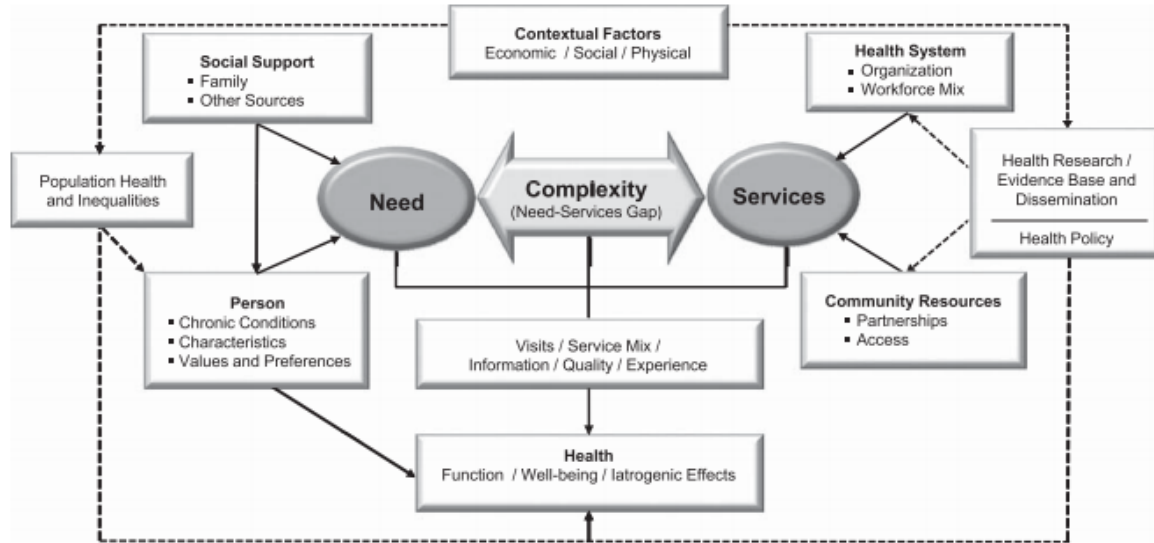 Contextual Factors
Economic / Social / Physical
Social Support
▪ Family
▪ Other Sources
Health System
▪ Organization
▪ Workforce Mix
Population Health
and Inequalities
Need
Complexity
(Need-Services Gap)
Services
Health Research /
Evidence Base and
Dissemination
Health Policy
Person
▪ Chronic Conditions
▪ Characteristics
▪ Values and Preferences
Visits / Service Mix /
Information / Quality / Experience
Community Resources
▪ Partnerships
▪ Access
Health
Function / Well-being / Iatrogenic Effects